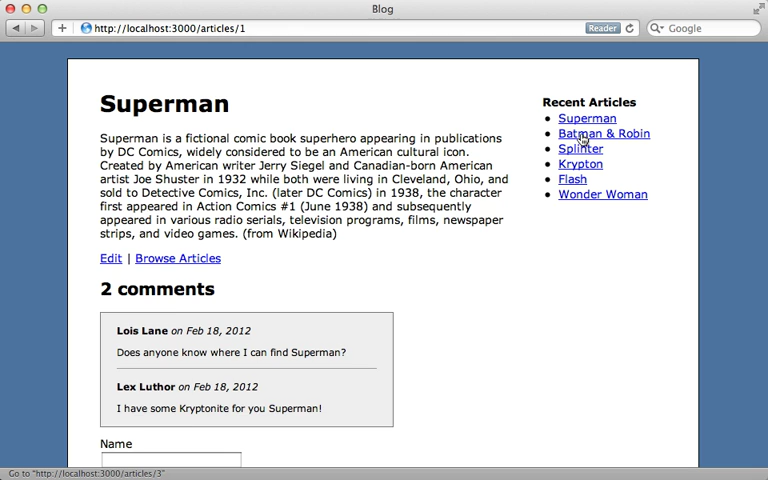 Blog
http://localhost:3000/articles/1
Reader
Google
Superman
Superman is a fictional comic book superhero appearing in publications
by DC Comics, widely considered to be an American cultural icon.
Created by American writer Jerry Siegel and Canadian-born American
artist Joe Shuster in 1932 while both were living in Cleveland, Ohio, and
sold to Detective Comics, Inc. (later DC Comics) in 1938, the character
first appeared in Action Comics #1 (June 1938) and subsequently
appeared in various radio serials, television programs, films, newspaper
strips, and video games. (from Wikipedia)
Edit | Browse Articles
2 comments
Lois Lane on Feb 18, 2012
Does anyone know where I can find Superman?
Lex Luthor on Feb 18, 2012
I have some Kryptonite for you Superman!
Name
Recent Articles
Superman
Batman & Robin
Splinter
Krypton
Flash
Wonder Woman
Go to "http://localhost:3000/articles/3"